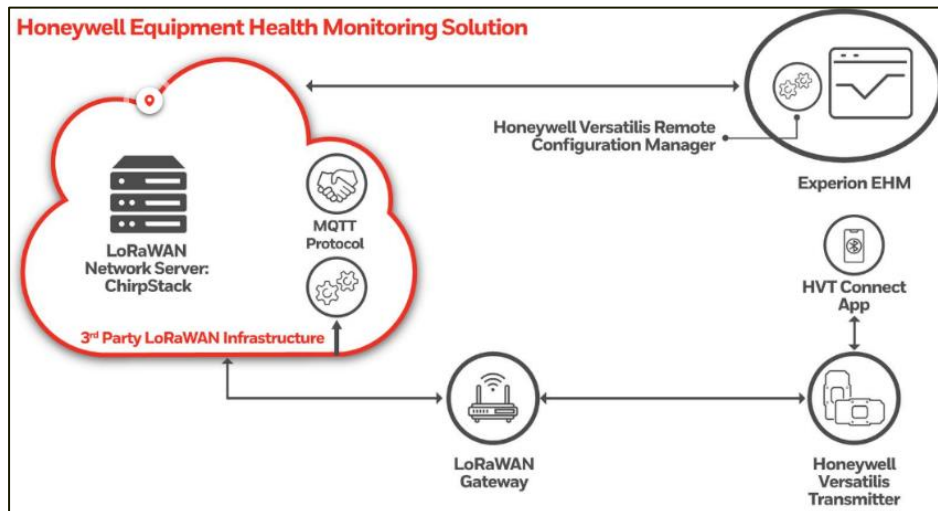 Honeywell Equipment Health Monitoring Solution
Honeywell Versatilis Remote
Configuration Manager
Experion EHM
MQTT
Protocol
LoRaWAN
Network Server:
ChirpStack
HVT Connect
App
3rd Party LoRaWAN Infrastructure
LoRaWAN
Gateway
Honeywell
Versatilis
Transmitter